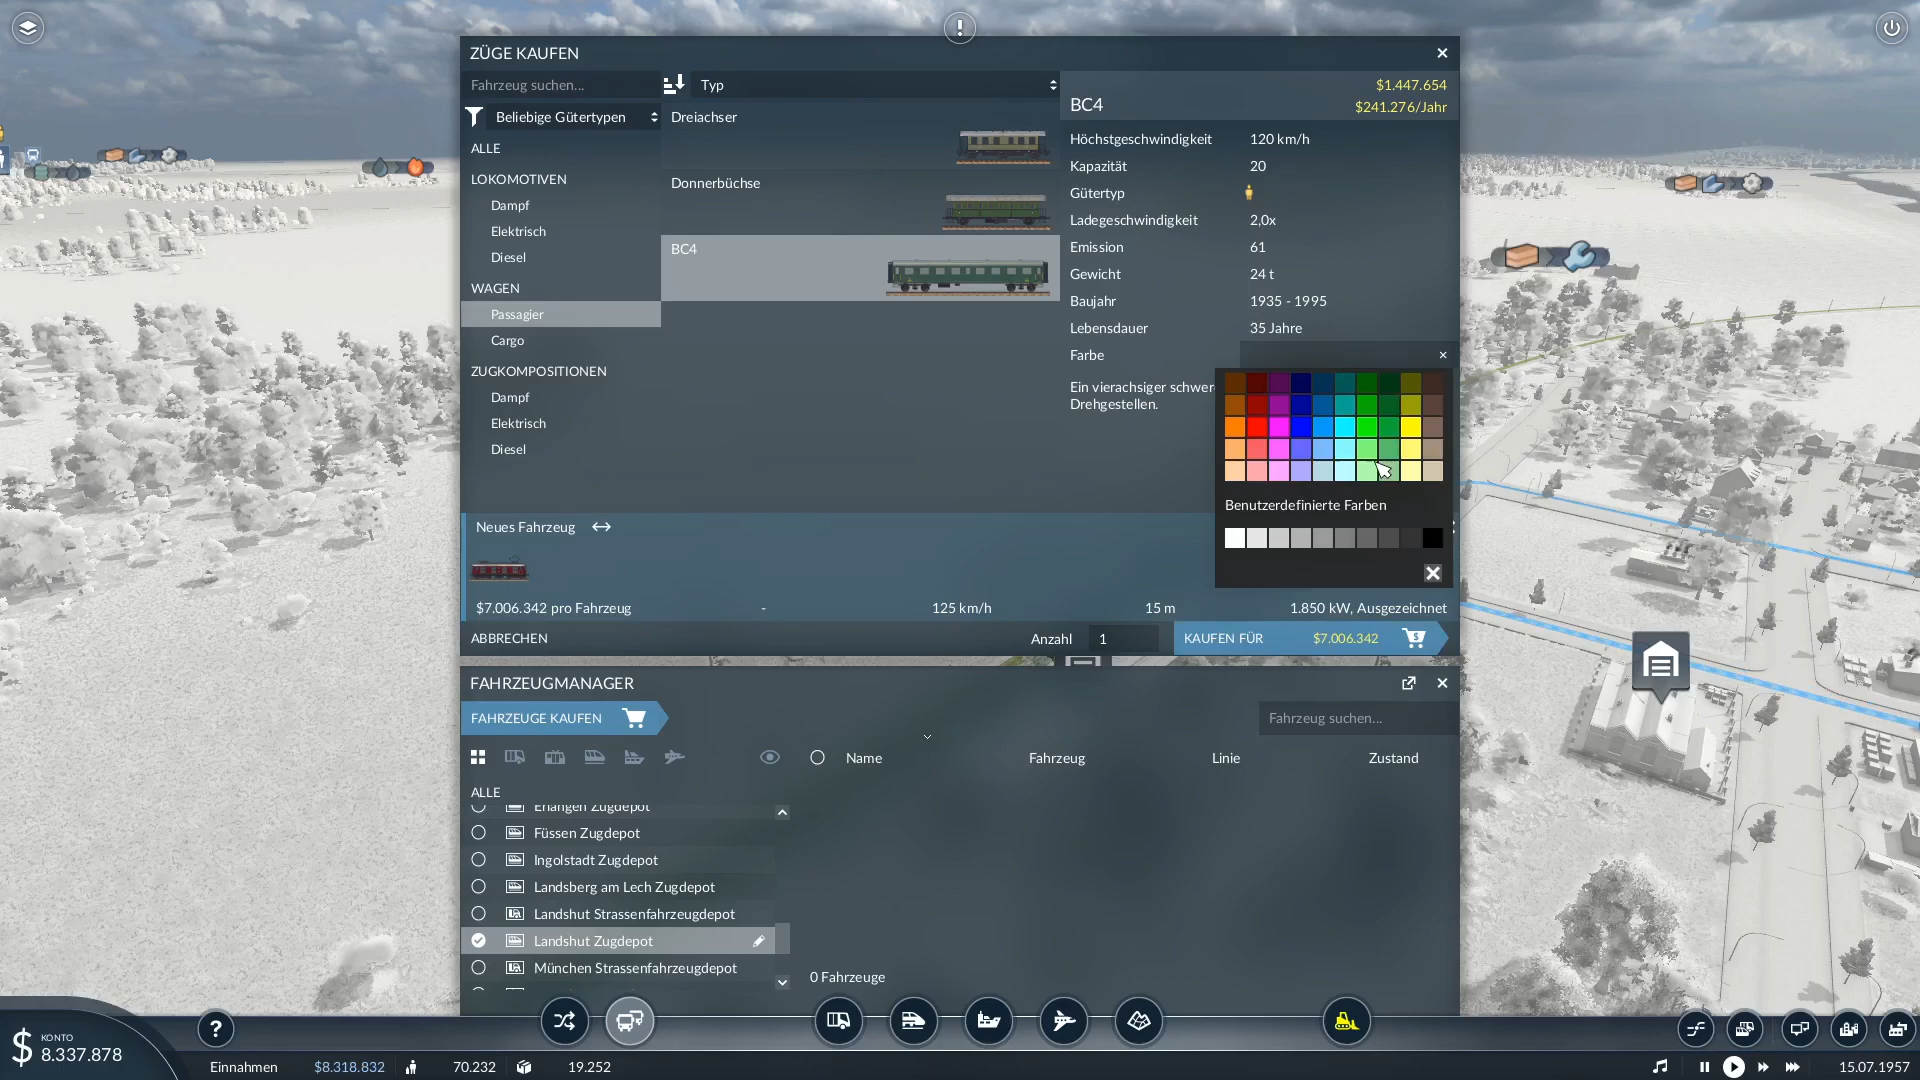 ZÜGE KAUFEN
Fahrzeug suchen...
Typ
$1.447.654
BC4
$241.276/Jahr
Beliebige Gütertypen
Dreiachser
ALLE
Höchstgeschwindigkeit 120 km/h
Kapazität 20
LOKOMOTIVEN
Donnerbüchse
Gütertyp
Dampf
Ladegeschwindigkeit 2,0x
Elektrisch
BC4
Emission 61
Diesel
Gewicht 24 t
WAGEN
Baujahr 1935 - 1995
Passagier
Lebensdauer 35 Jahre
Cargo
Farbe
ZUGKOMPOSITIONEN
Ein vierachsiger schwer
Dampf
Drehgestellen.
Elektrisch
Diesel
Benutzerdefinierte Farben
Neues Fahrzeug
$7.006.342 pro Fahrzeug - 125 km/h 15 m 1.850 kW, Ausgezeichnet
ABBRECHEN Anzahl 1 KAUFEN FÜR $7.006.342
FAHRZEUGMANAGER
FAHRZEUGE KAUFEN
Fahrzeug suchen...
Name Fahrzeug Linie Zustand
ALLE
Erlangen Zugdepot
Füssen Zugdepot
Ingolstadt Zugdepot
Landsberg am Lech Zugdepot
Landshut Strassenfahrzeugdepot
Landshut Zugdepot
München Strassenfahrzeugdepot
0 Fahrzeuge
?
$ KONTO
8.337.878
Einnahmen $8.318.832 70.232 19.252 15.07.1957